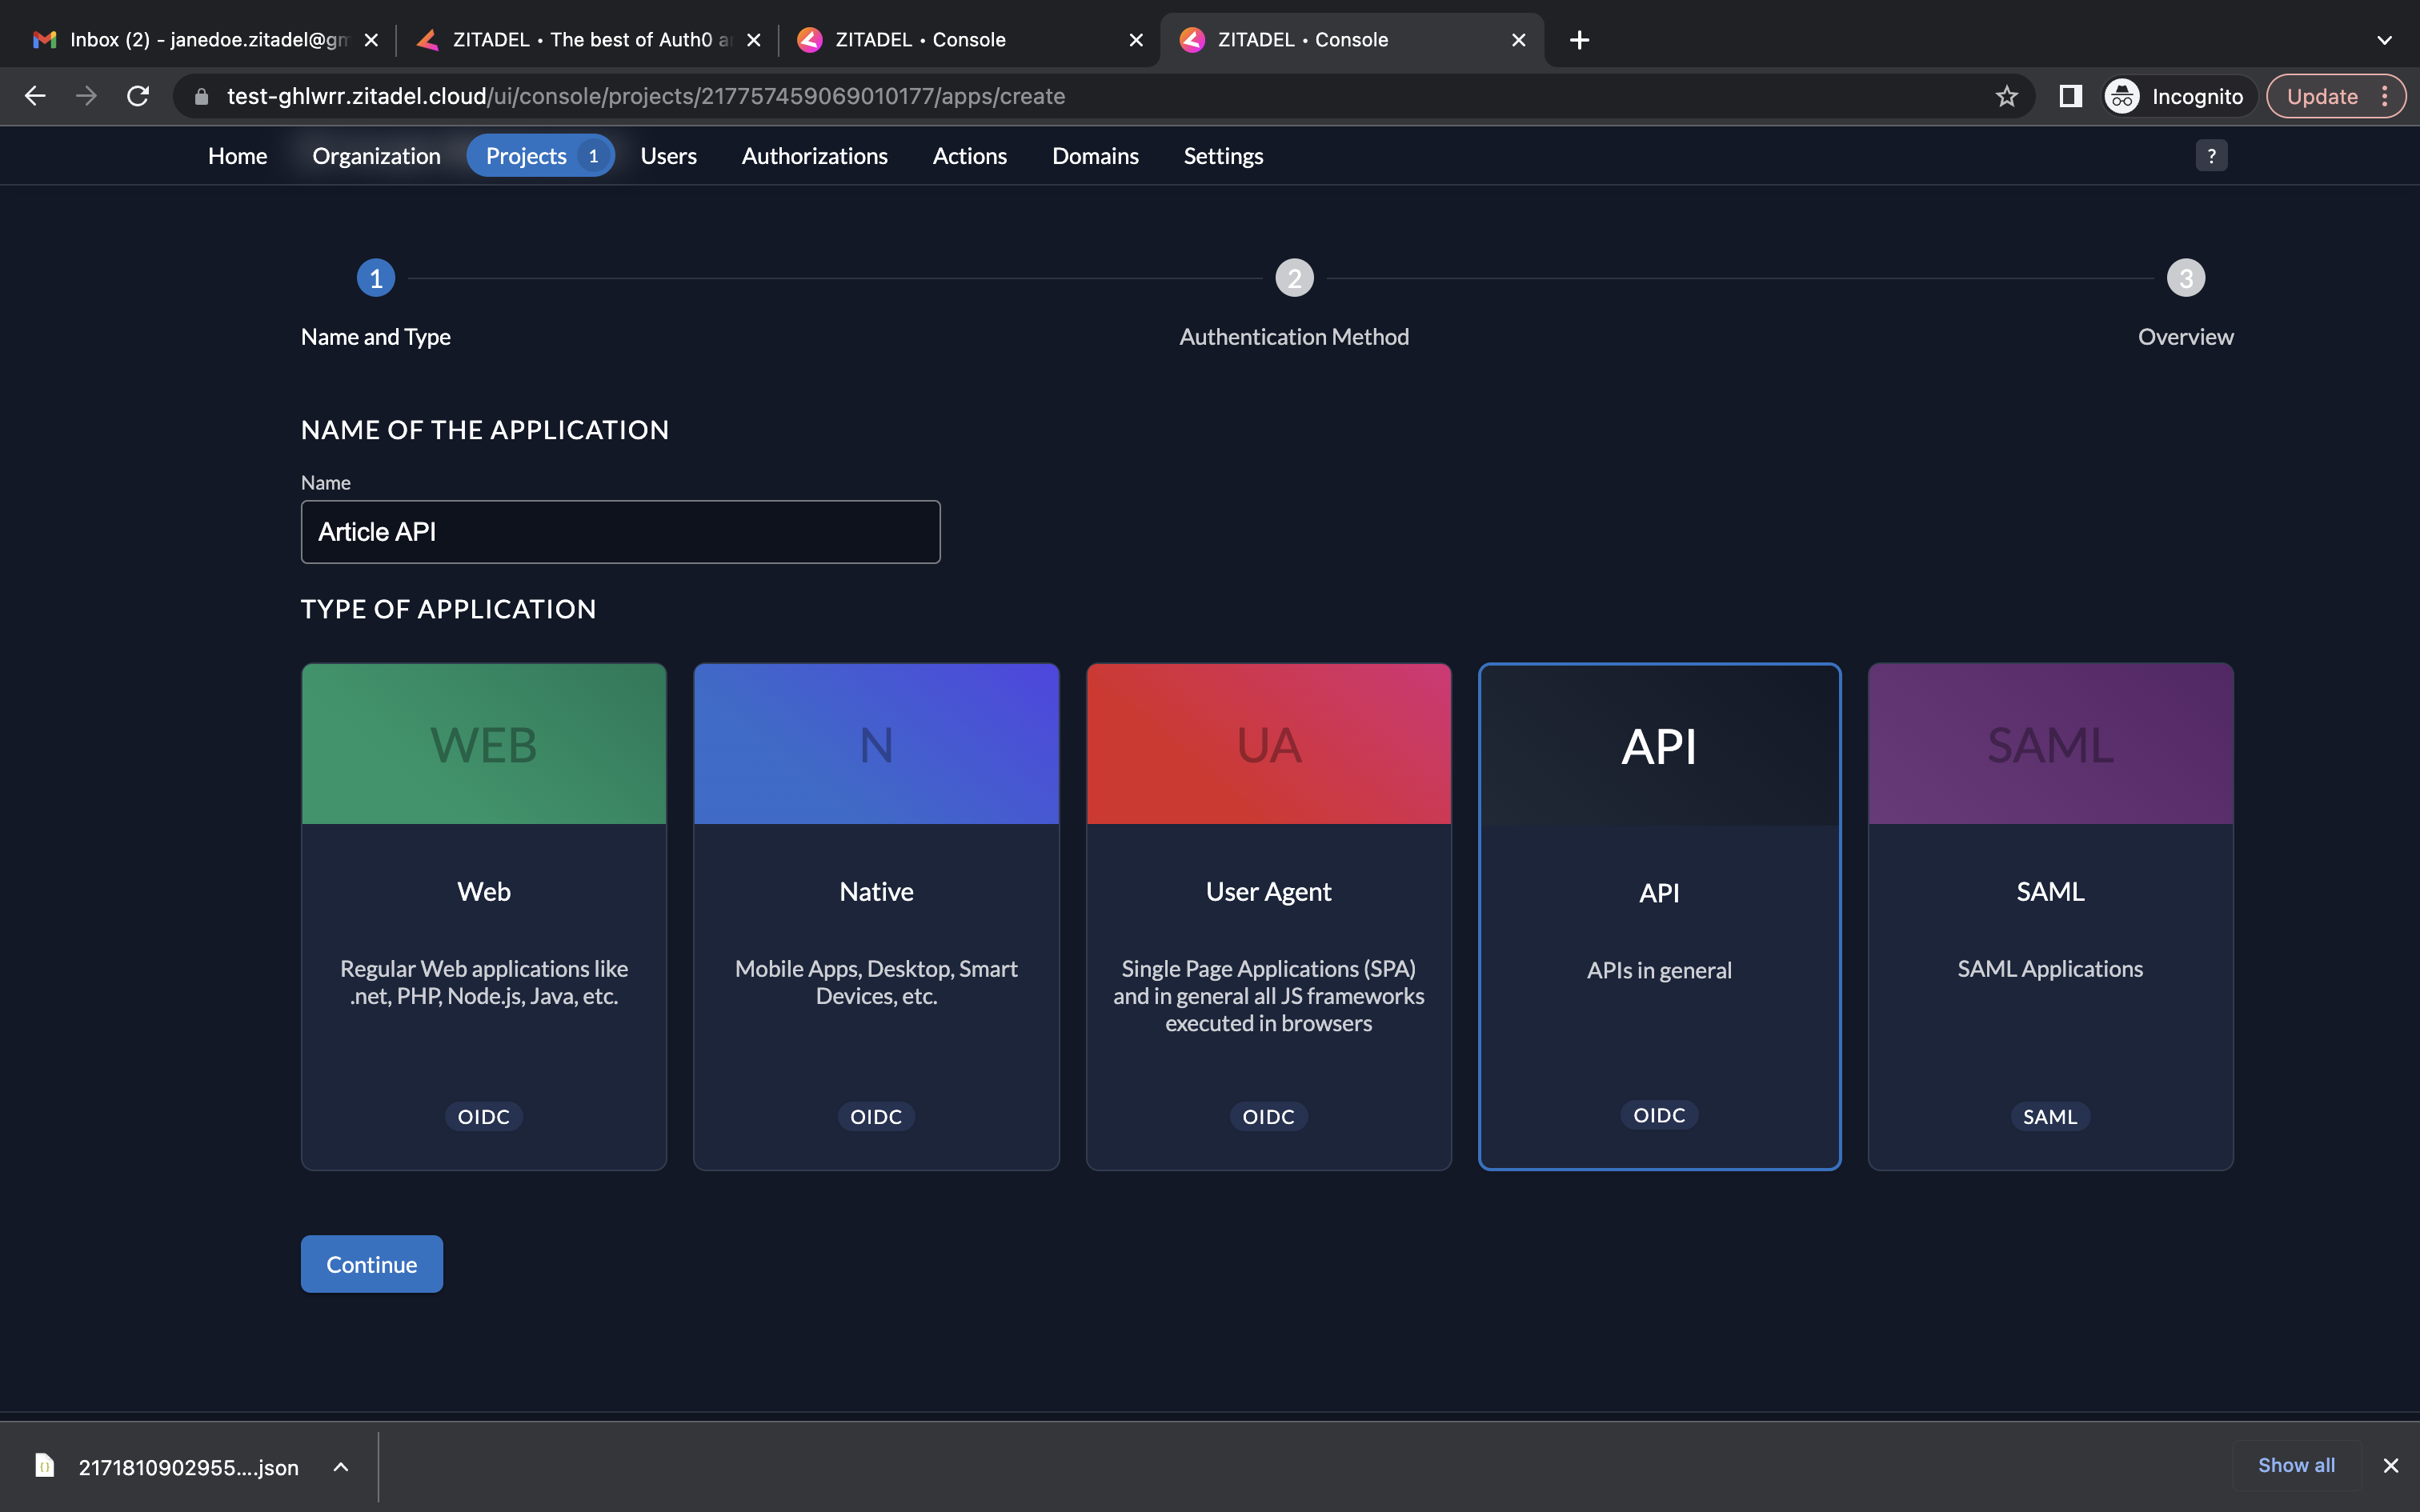 Inbox (2) - janedoe.zitadel@gm
ZITADEL • The best of Auth0 a
ZITADEL • Console
ZITADEL • Console
test-ghlwrr.zitadel.cloud/ui/console/projects/217757459069010177/apps/create
Incognito
Update
Home
Organization
Projects 1
Users
Authorizations
Actions
Domains
Settings
?
1
2
3
Name and Type
Authentication Method
Overview
NAME OF THE APPLICATION
Name
Article API
TYPE OF APPLICATION
WEB
Web
Regular Web applications like
.net, PHP, Node.js, Java, etc.
OIDC
N
Native
Mobile Apps, Desktop, Smart
Devices, etc.
OIDC
UA
User Agent
Single Page Applications (SPA)
and in general all JS frameworks
executed in browsers
OIDC
API
API
APIs in general
OIDC
SAML
SAML
SAML Applications
SAML
Continue
2171810902955....json
Show all